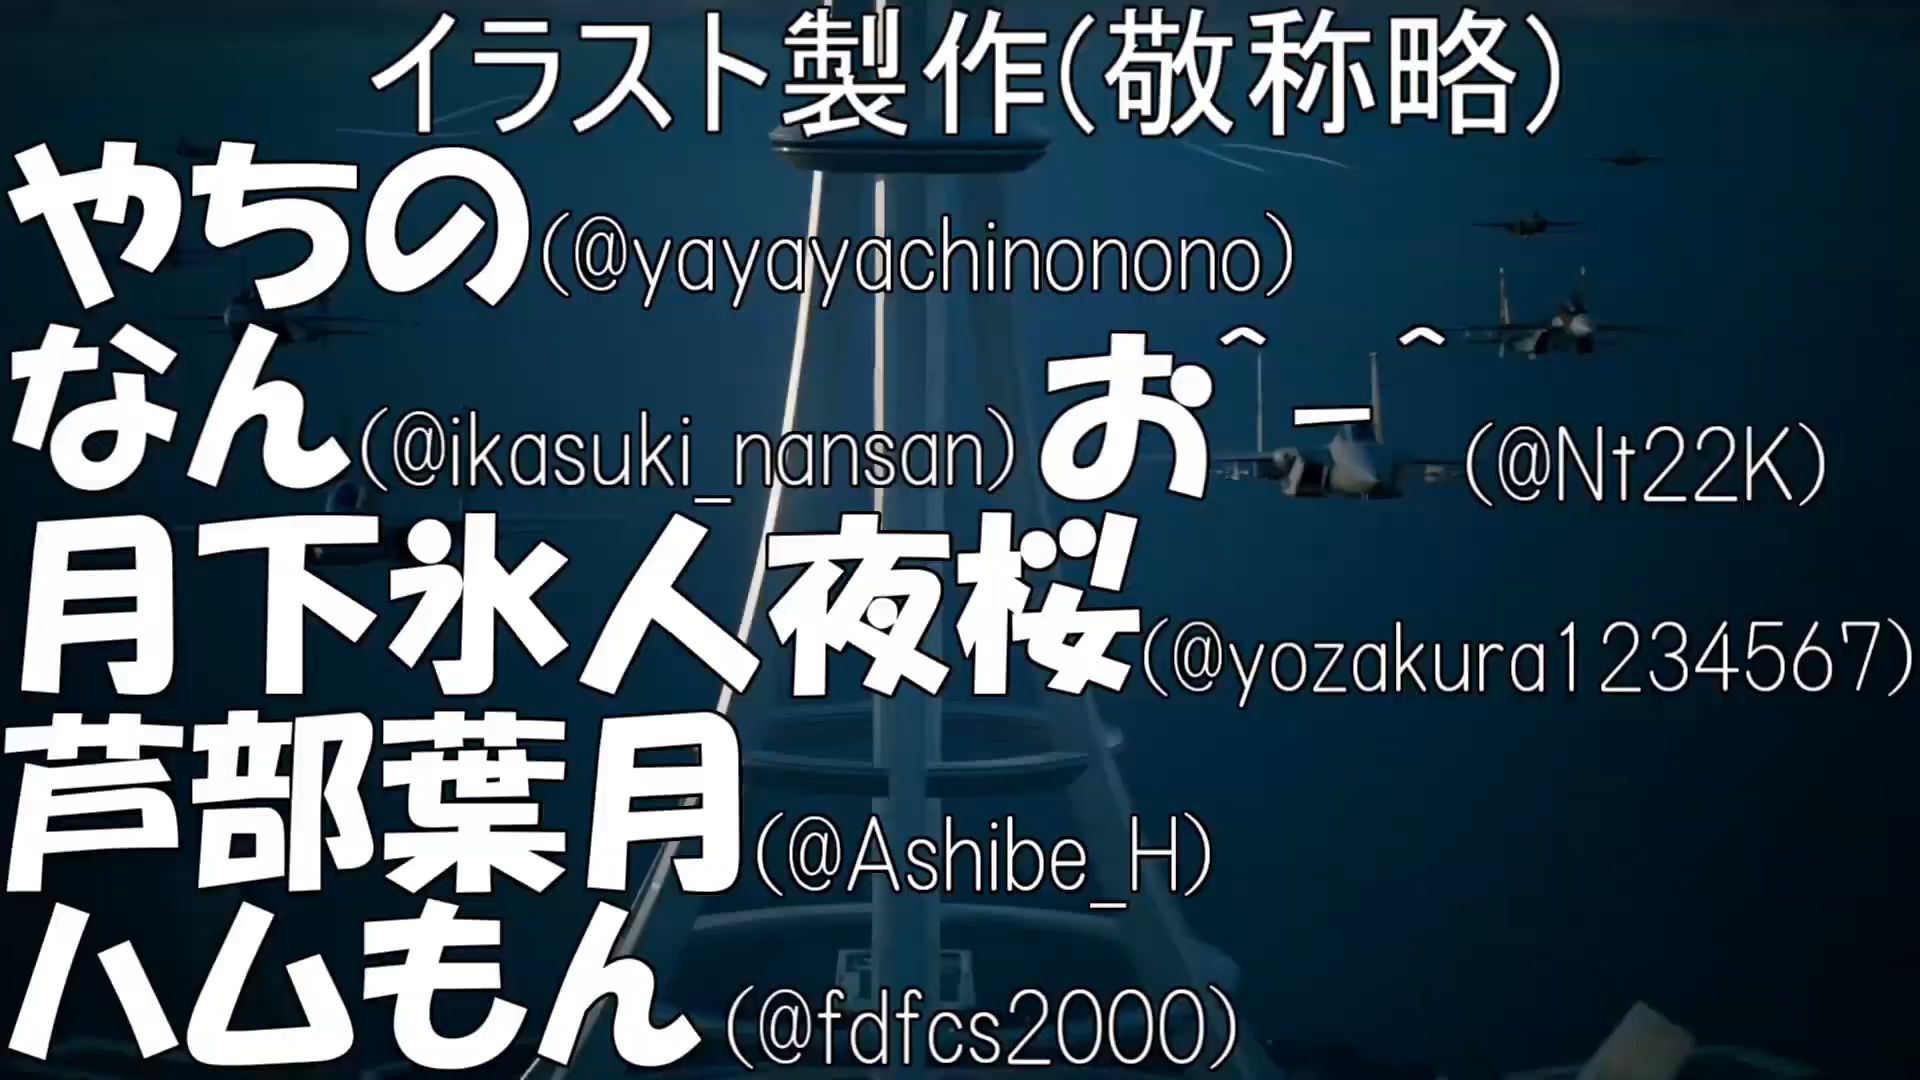 イラスト製作(敬称略)
やちの(@yayayachinonono)
なん(@ikasuki_nansan) お^ー^(@Nt22K)
月下氷人夜桜(@yozakura1234567)
芦部葉月(@Ashibe_H)
ハムもん(@fdfcs2000)